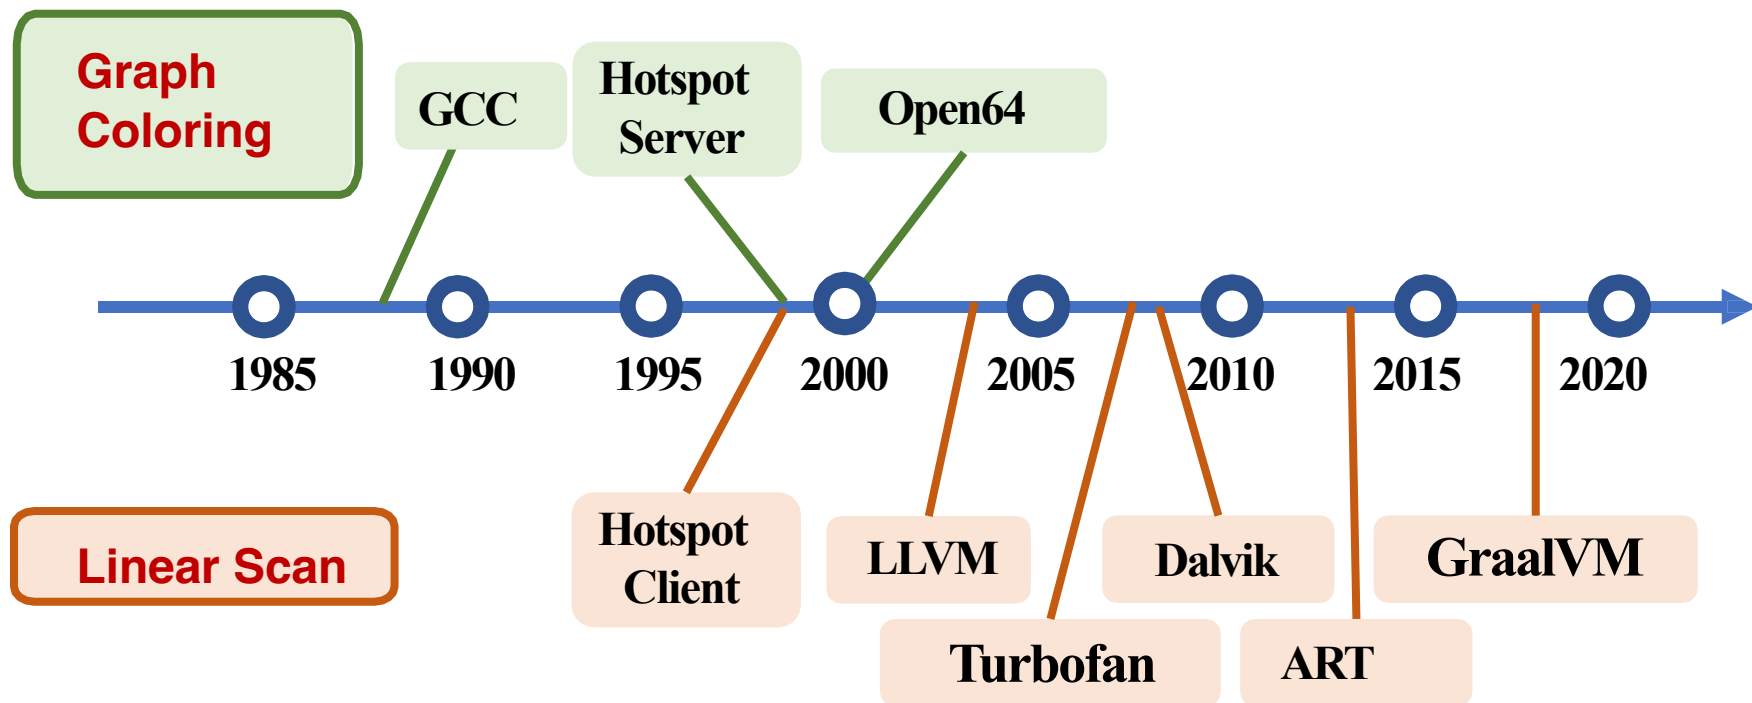 Graph
Coloring
GCC
Hotspot
Server
Open64
1985
1990
1995
2000
2005
2010
2015
2020
Linear Scan
Hotspot
Client
LLVM
Dalvik
GraalVM
Turbofan
ART